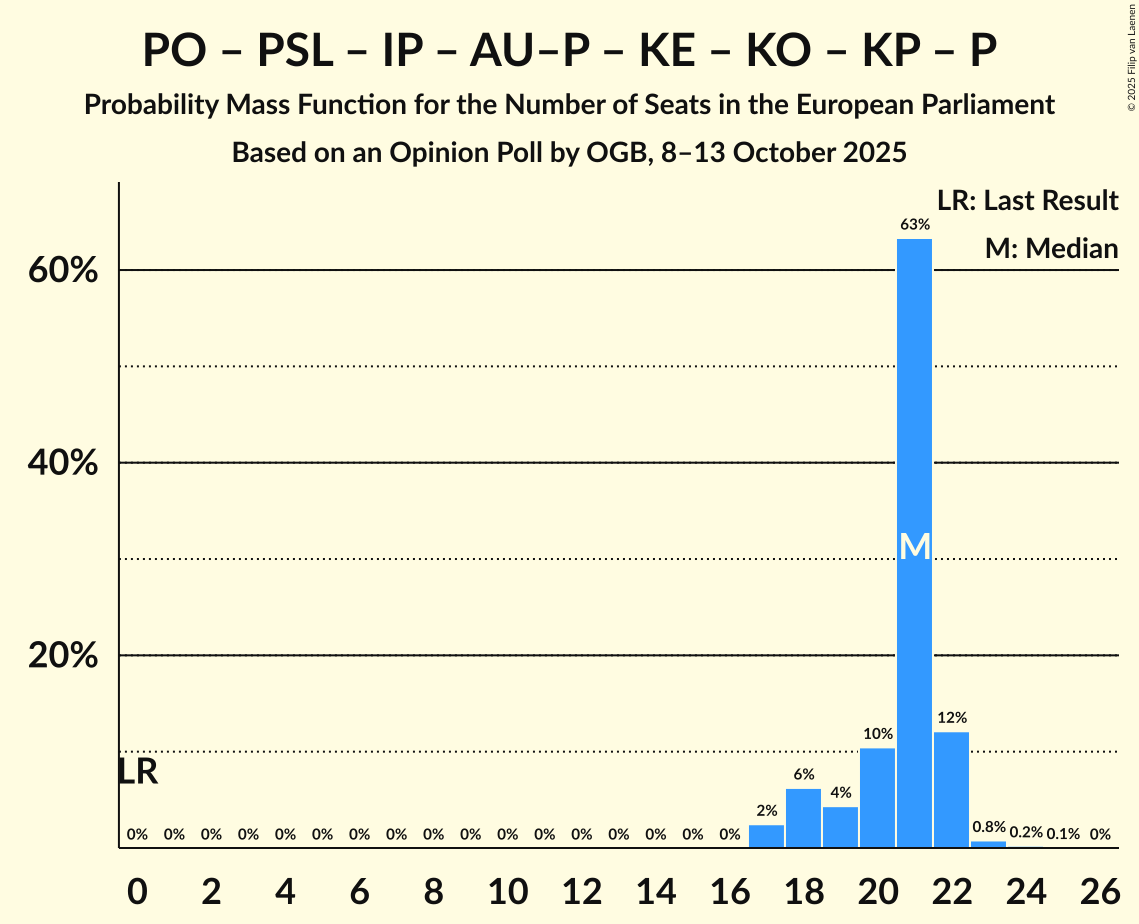 PO – PSL – IP – AU–P – KE – KO – KP – P
Probability Mass Function for the Number of Seats in the European Parliament
Based on an Opinion Poll by OGB, 8–13 October 2025
© 2025 Filip van Laenen
LR: Last Result
M: Median
63%
60%
40%
M
20%
12%
10%
LR
6%
4%
2%
0% 0% 0% 0% 0% 0% 0% 0% 0% 0% 0% 0% 0% 0% 0% 0% 0% 0.8% 0.2% 0.1% 0%
0 2 4 6 8 10 12 14 16 18 20 22 24 26